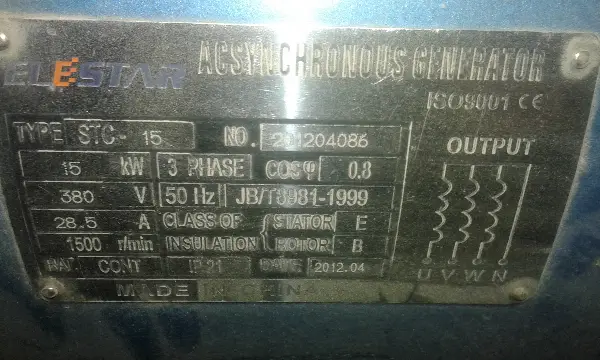 ELESTAR
ACSYNCHRONOUS GENERATOR
ISO9001 CE
TYPE STC- 15 NO. 201204086
15 kW 3 PHASE COSφ 0.8
380 V 50 Hz JB/T8981-1999
28.5 A CLASS OF STATOR E
1500 r/min INSULATION ROTOR B
RAT CONT IP21 DATE 2012.04
MADE IN CHINA
OUTPUT
U V W N